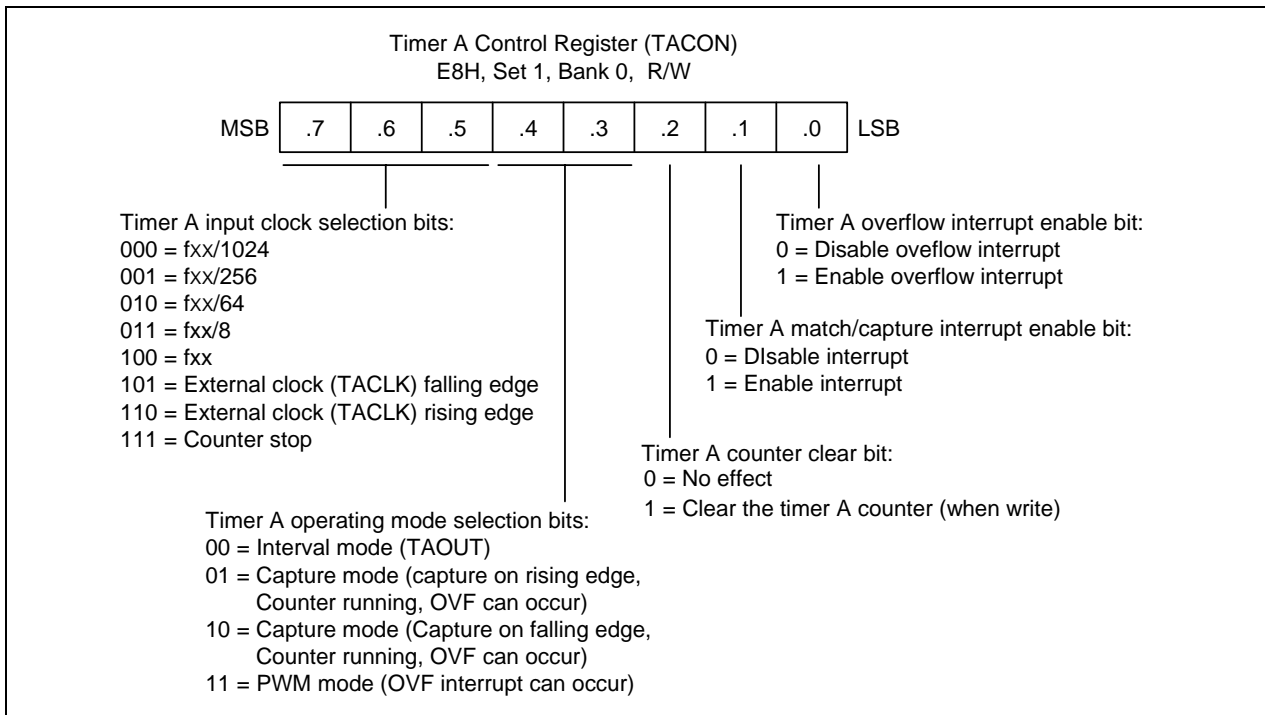 Timer A Control Register (TACON)
E8H, Set 1, Bank 0, R/W
MSB .7 .6 .5 .4 .3 .2 .1 .0 LSB
Timer A input clock selection bits:
000 = fxx/1024
001 = fxx/256
010 = fxx/64
011 = fxx/8
100 = fxx
101 = External clock (TACLK) falling edge
110 = External clock (TACLK) rising edge
111 = Counter stop
Timer A overflow interrupt enable bit:
0 = Disable oveflow interrupt
1 = Enable overflow interrupt
Timer A match/capture interrupt enable bit:
0 = DIsable interrupt
1 = Enable interrupt
Timer A counter clear bit:
0 = No effect
1 = Clear the timer A counter (when write)
Timer A operating mode selection bits:
00 = Interval mode (TAOUT)
01 = Capture mode (capture on rising edge,
Counter running, OVF can occur)
10 = Capture mode (Capture on falling edge,
Counter running, OVF can occur)
11 = PWM mode (OVF interrupt can occur)